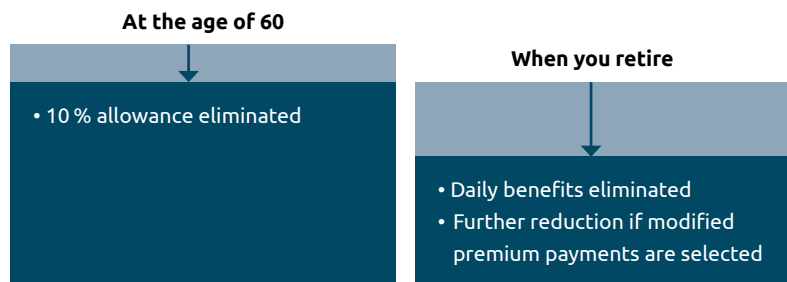 At the age of 60
• 10 % allowance eliminated
When you retire
• Daily benefits eliminated
• Further reduction if modified
premium payments are selected